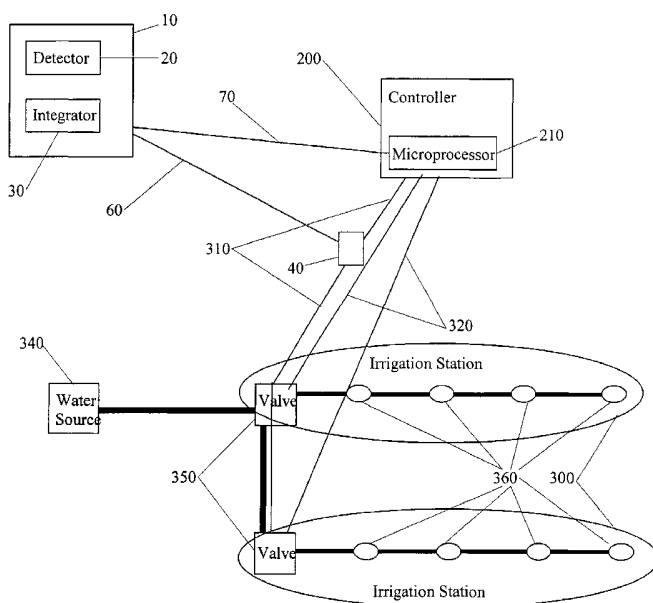 10
Detector
20
200
Controller
70
Integrator
210
Microprocessor
30
60
310
40
320
340
Irrigation Station
Water
Source
Valve
350
360
300
Valve
Irrigation Station